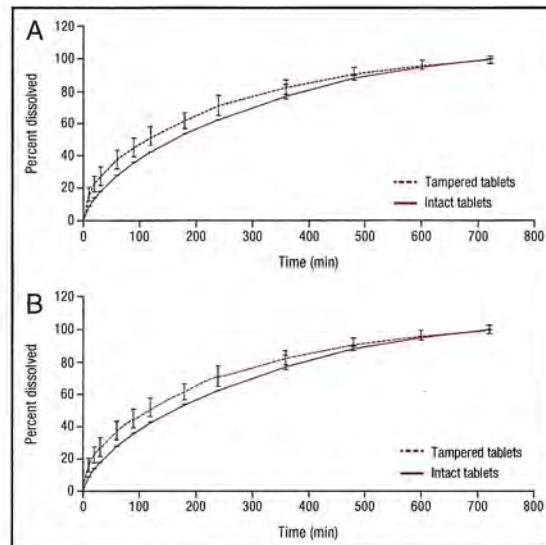 A
120
100
80
60
40
20
0
Percent dissolved
Tampered tablets
Intact tablets
0 100 200 300 400 500 600 700 800
Time (min)
B
120
100
80
60
40
20
0
Percent dissolved
Tampered tablets
Intact tablets
0 100 200 300 400 500 600 700 800
Time (min)